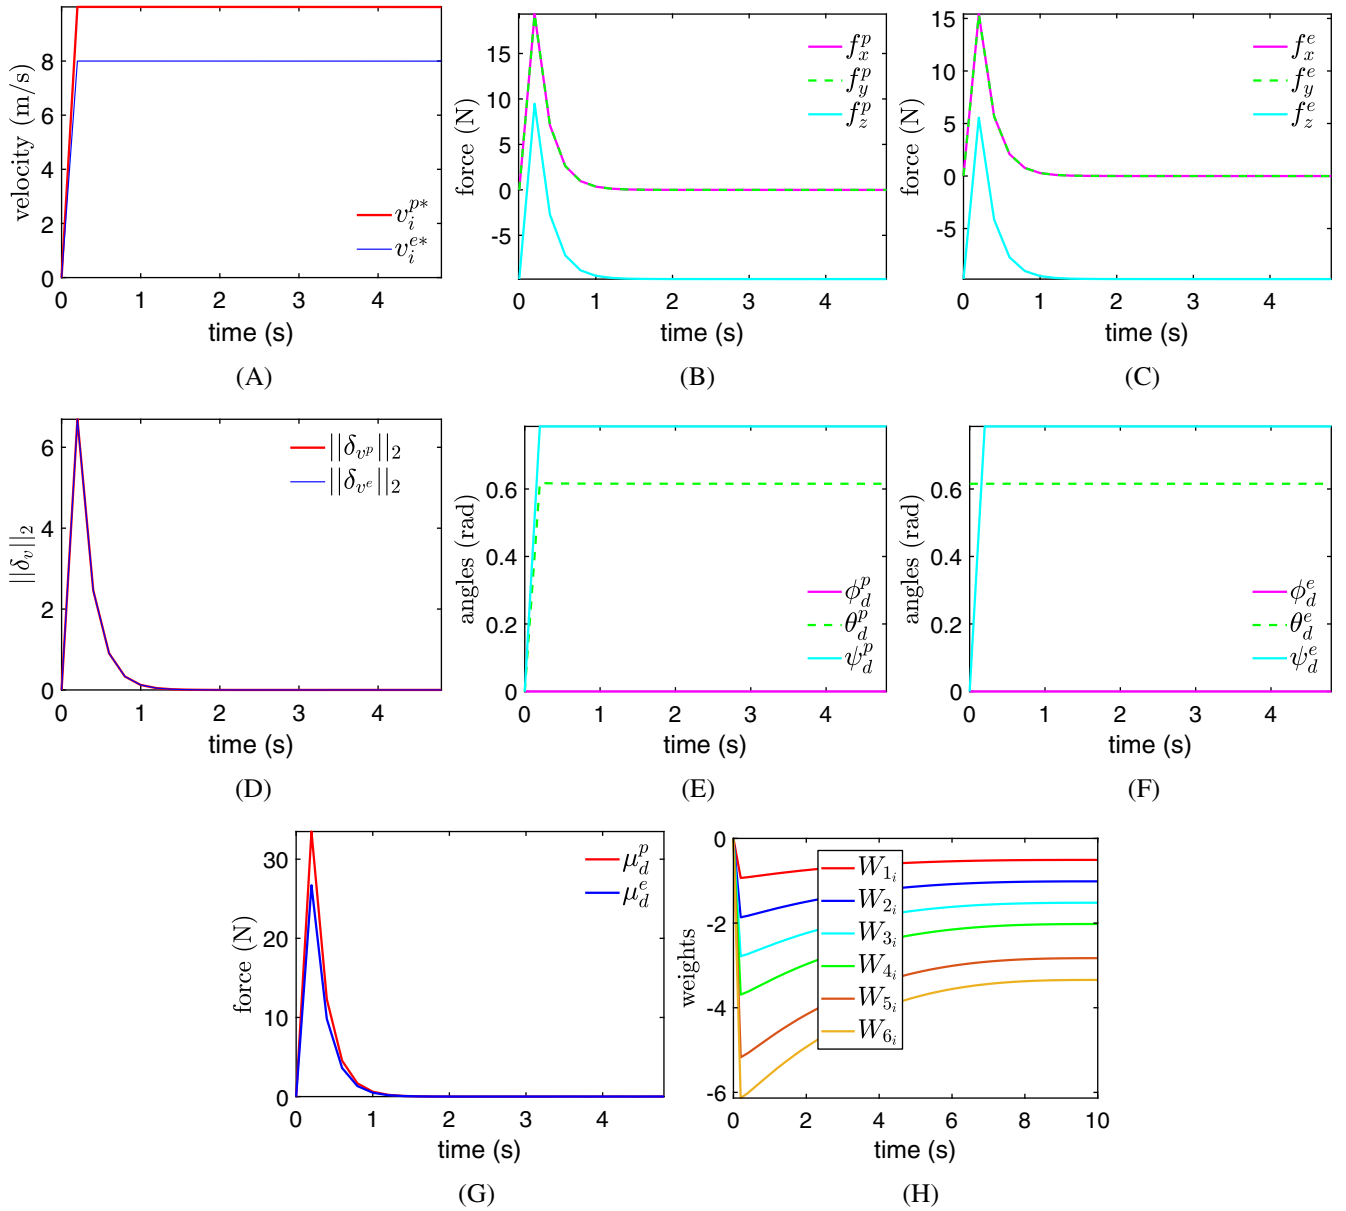 velocity (m/s)
0
2
4
6
8
0 1 2 3 4
time (s)
v_i^{p*}
v_i^{e*}
(A)
force (N)
15
10
5
0
-5
0 1 2 3 4
time (s)
f_x^p
f_y^p
f_z^p
(B)
force (N)
15
10
5
0
-5
0 1 2 3 4
time (s)
f_x^e
f_y^e
f_z^e
(C)
||δ_v||_2
6
4
2
0
0 1 2 3 4
time (s)
||δ_{v^p}||_2
||δ_{v^e}||_2
(D)
angles (rad)
0.6
0.4
0.2
0
0 1 2 3 4
time (s)
ϕ_d^p
θ_d^p
ψ_d^p
(E)
angles (rad)
0.6
0.4
0.2
0
0 1 2 3 4
time (s)
ϕ_d^e
θ_d^e
ψ_d^e
(F)
force (N)
30
20
10
0
0 1 2 3 4
time (s)
μ_d^p
μ_d^e
(G)
weights
0
-2
-4
-6
0 2 4 6 8 10
time (s)
W_{1_i}
W_{2_i}
W_{3_i}
W_{4_i}
W_{5_i}
W_{6_i}
(H)